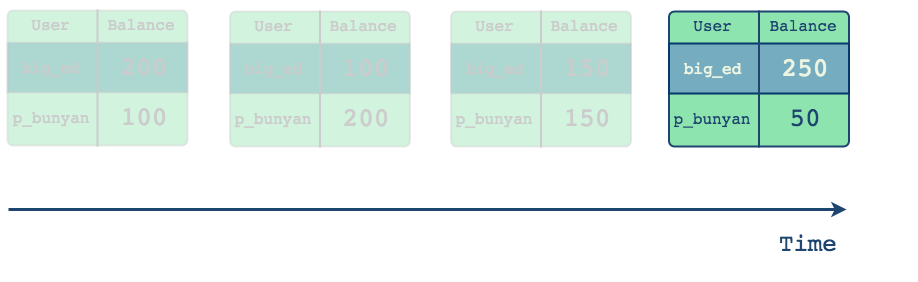 User Balance
big_ed 200
p_bunyan 100
User Balance
big_ed 100
p_bunyan 200
User Balance
big_ed 150
p_bunyan 150
User Balance
big_ed 250
p_bunyan 50
Time